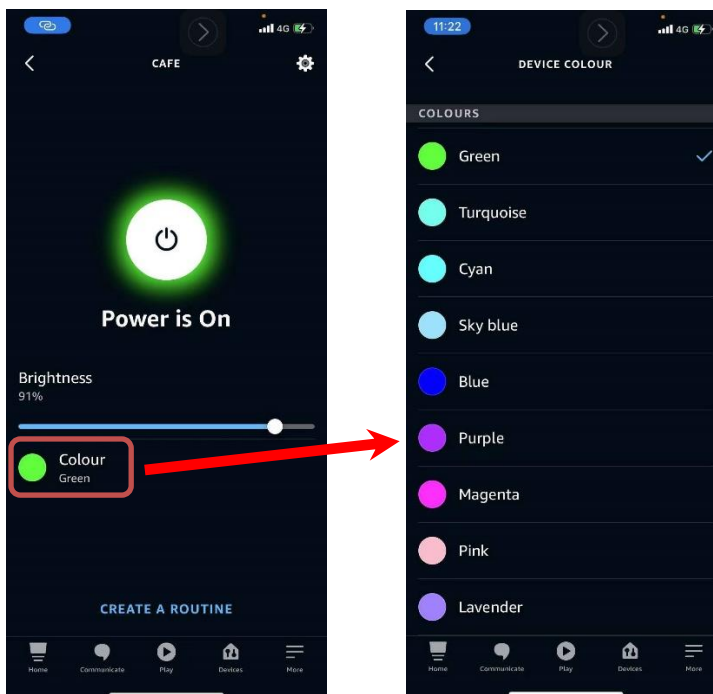 4G
CAFE
Power is On
Brightness
91%
Colour
Green
CREATE A ROUTINE
Home
Communicate
Play
Devices
More
11:22
4G
DEVICE COLOUR
COLOURS
Green
Turquoise
Cyan
Sky blue
Blue
Purple
Magenta
Pink
Lavender
Home
Communicate
Play
Devices
More